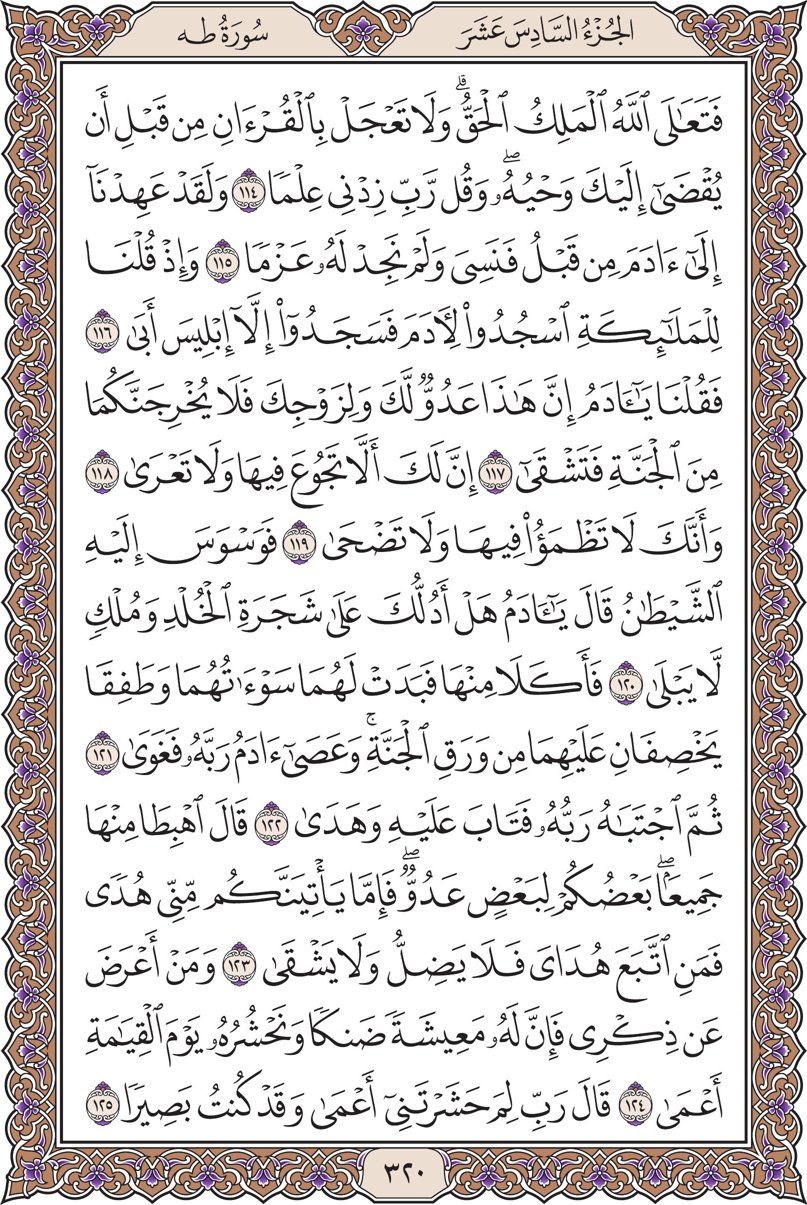 الجُزْءُ السَّادِسَ عَشَرَ
سُورَةُ طه
فَتَعَٰلَى ٱللَّهُ ٱلْمَلِكُ ٱلْحَقُّ ۗ وَلَا تَعْجَلْ بِٱلْقُرْءَانِ مِن قَبْلِ أَن
يُقْضَىٰٓ إِلَيْكَ وَحْيُهُۥ ۖ وَقُل رَّبِّ زِدْنِى عِلْمًا ١١٤ وَلَقَدْ عَهِدْنَآ
إِلَىٰٓ ءَادَمَ مِن قَبْلُ فَنَسِىَ وَلَمْ نَجِدْ لَهُۥ عَزْمًا ١١٥ وَإِذْ قُلْنَا
لِلْمَلَٰٓئِكَةِ ٱسْجُدُوا۟ لِـَٔادَمَ فَسَجَدُوٓا۟ إِلَّآ إِبْلِيسَ أَبَىٰ ١١٦
فَقُلْنَا يَٰٓـَٔادَمُ إِنَّ هَٰذَا عَدُوٌّ لَّكَ وَلِزَوْجِكَ فَلَا يُخْرِجَنَّكُمَا
مِنَ ٱلْجَنَّةِ فَتَشْقَىٰٓ ١١٧ إِنَّ لَكَ أَلَّا تَجُوعَ فِيهَا وَلَا تَعْرَىٰ ١١٨
وَأَنَّكَ لَا تَظْمَؤُا۟ فِيهَا وَلَا تَضْحَىٰ ١١٩ فَوَسْوَسَ إِلَيْهِ
ٱلشَّيْطَٰنُ قَالَ يَٰٓـَٔادَمُ هَلْ أَدُلُّكَ عَلَىٰ شَجَرَةِ ٱلْخُلْدِ وَمُلْكٍ
لَّا يَبْلَىٰ ١٢٠ فَأَكَلَا مِنْهَا فَبَدَتْ لَهُمَا سَوْءَٰتُهُمَا وَطَفِقَا
يَخْصِفَانِ عَلَيْهِمَا مِن وَرَقِ ٱلْجَنَّةِ ۚ وَعَصَىٰٓ ءَادَمُ رَبَّهُۥ فَغَوَىٰ ١٢١
ثُمَّ ٱجْتَبَٰهُ رَبُّهُۥ فَتَابَ عَلَيْهِ وَهَدَىٰ ١٢٢ قَالَ ٱهْبِطَا مِنْهَا
جَمِيعًۢا ۖ بَعْضُكُمْ لِبَعْضٍ عَدُوٌّ ۖ فَإِمَّا يَأْتِيَنَّكُم مِّنِّى هُدًى
فَمَنِ ٱتَّبَعَ هُدَاىَ فَلَا يَضِلُّ وَلَا يَشْقَىٰ ١٢٣ وَمَنْ أَعْرَضَ
عَن ذِكْرِى فَإِنَّ لَهُۥ مَعِيشَةً ضَنكًا وَنَحْشُرُهُۥ يَوْمَ ٱلْقِيَٰمَةِ
أَعْمَىٰ ١٢٤ قَالَ رَبِّ لِمَ حَشَرْتَنِىٓ أَعْمَىٰ وَقَدْ كُنتُ بَصِيرًا ١٢٥
٣٢٠